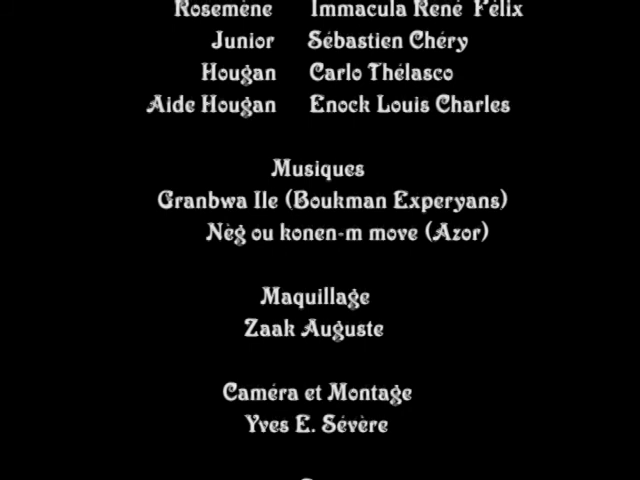 Rosemène Immacula René Félix
Junior Sébastien Chéry
Hougan Carlo Thélasco
Aide Hougan Enock Louis Charles
Musiques
Granbwa Ile (Boukman Experyans)
Nèg ou konen-m move (Azor)
Maquillage
Zaak Auguste
Caméra et Montage
Yves E. Sévère